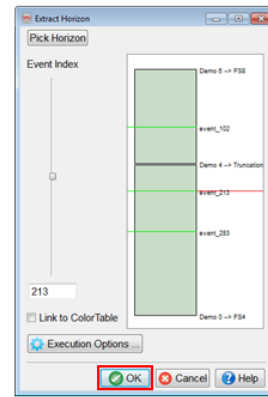 Extract Horizon
Pick Horizon
Event Index
Demo 6 --> FS8
event_102
Demo 4 --> Truncation
event_213
event_283
213
Demo 0 --> FS4
Link to ColorTable
Execution Options ...
OK
Cancel
Help